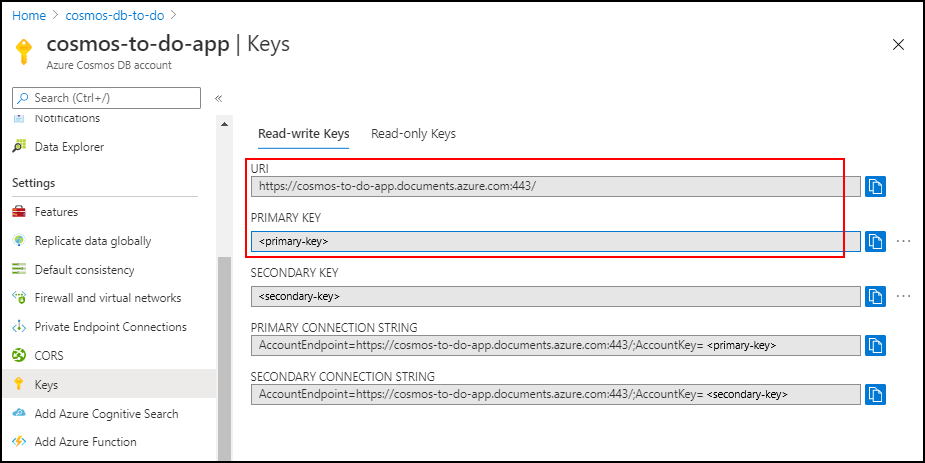 Home > cosmos-db-to-do >
cosmos-to-do-app | Keys
Azure Cosmos DB account
Search (Ctrl+/)
«
Notifications
Data Explorer
Settings
Features
Replicate data globally
Default consistency
Firewall and virtual networks
Private Endpoint Connections
CORS
Keys
Add Azure Cognitive Search
Add Azure Function
Read-write Keys Read-only Keys
URI
https://cosmos-to-do-app.documents.azure.com:443/
PRIMARY KEY
<primary-key>
SECONDARY KEY
<secondary-key>
PRIMARY CONNECTION STRING
AccountEndpoint=https://cosmos-to-do-app.documents.azure.com:443/;AccountKey= <primary-key>
SECONDARY CONNECTION STRING
AccountEndpoint=https://cosmos-to-do-app.documents.azure.com:443/;AccountKey= <secondary-key>